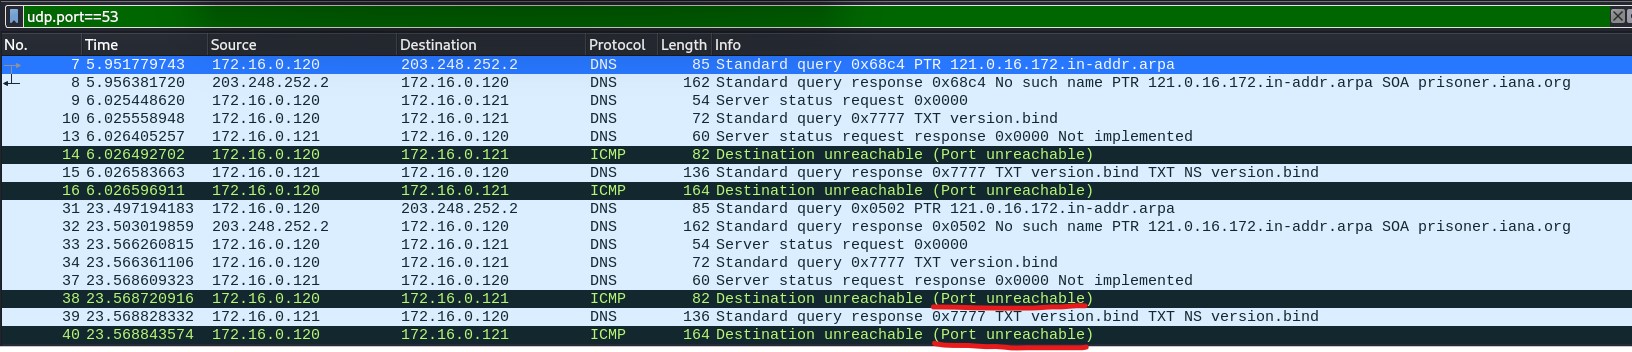 udp.port==53
No. Time Source Destination Protocol Length Info
7 5.951779743 172.16.0.120 203.248.252.2 DNS 85 Standard query 0x68c4 PTR 121.0.16.172.in-addr.arpa
8 5.956381720 203.248.252.2 172.16.0.120 DNS 162 Standard query response 0x68c4 No such name PTR 121.0.16.172.in-addr.arpa SOA prisoner.iana.org
9 6.025448620 172.16.0.120 172.16.0.121 DNS 54 Server status request 0x0000
10 6.025558948 172.16.0.120 172.16.0.121 DNS 72 Standard query 0x7777 TXT version.bind
13 6.026405257 172.16.0.121 172.16.0.120 DNS 60 Server status request response 0x0000 Not implemented
14 6.026492702 172.16.0.120 172.16.0.121 ICMP 82 Destination unreachable (Port unreachable)
15 6.026583663 172.16.0.121 172.16.0.120 DNS 136 Standard query response 0x7777 TXT version.bind TXT NS version.bind
16 6.026596911 172.16.0.120 172.16.0.121 ICMP 164 Destination unreachable (Port unreachable)
31 23.497194183 172.16.0.120 203.248.252.2 DNS 85 Standard query 0x0502 PTR 121.0.16.172.in-addr.arpa
32 23.503019859 203.248.252.2 172.16.0.120 DNS 162 Standard query response 0x0502 No such name PTR 121.0.16.172.in-addr.arpa SOA prisoner.iana.org
33 23.566260815 172.16.0.120 172.16.0.121 DNS 54 Server status request 0x0000
34 23.566361106 172.16.0.120 172.16.0.121 DNS 72 Standard query 0x7777 TXT version.bind
37 23.568609323 172.16.0.121 172.16.0.120 DNS 60 Server status request response 0x0000 Not implemented
38 23.568720916 172.16.0.120 172.16.0.121 ICMP 82 Destination unreachable (Port unreachable)
39 23.568828332 172.16.0.121 172.16.0.120 DNS 136 Standard query response 0x7777 TXT version.bind TXT NS version.bind
40 23.568843574 172.16.0.120 172.16.0.121 ICMP 164 Destination unreachable (Port unreachable)